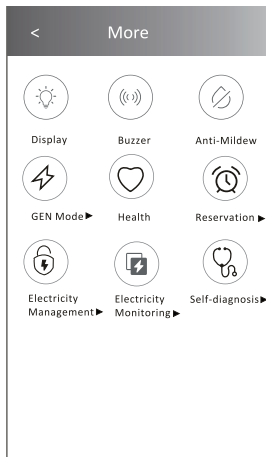 < More
Display Buzzer Anti-Mildew
GEN Mode▶ Health Reservation▶
Electricity Electricity Self-diagnosis▶
Management▶ Monitoring▶